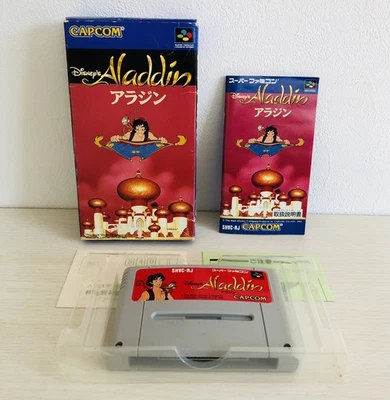 CAPCOM
Disney's
Aladdin
アラジン
スーパーファミコン
Disney's
Aladdin
アラジン
取扱説明書
SHVC-RJ
CAPCOM
SHVC-RJ
スーパーファミコン
Disney's
Aladdin
CAPCOM